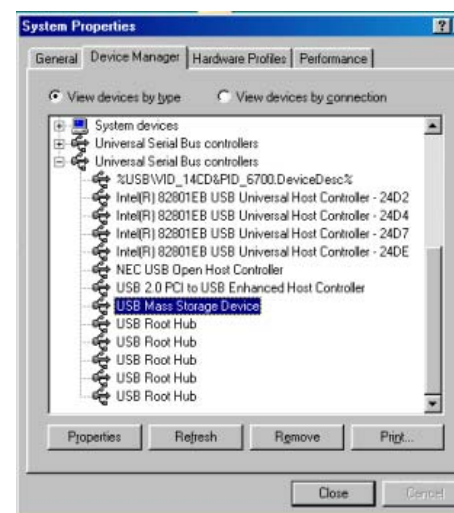 System Properties
General Device Manager Hardware Profiles Performance
View devices by type View devices by connection
System devices
Universal Serial Bus controllers
Universal Serial Bus controllers
%USB\VID_14CD&PID_6700.DeviceDesc%
Intel(R) 82801EB USB Universal Host Controller - 24D2
Intel(R) 82801EB USB Universal Host Controller - 24D4
Intel(R) 82801EB USB Universal Host Controller - 24D7
Intel(R) 82801EB USB Universal Host Controller - 24DE
NEC USB Open Host Controller
USB 2.0 PCI to USB Enhanced Host Controller
USB Mass Storage Device
USB Root Hub
USB Root Hub
USB Root Hub
USB Root Hub
USB Root Hub
Properties Refresh Remove Print...
Close Cancel